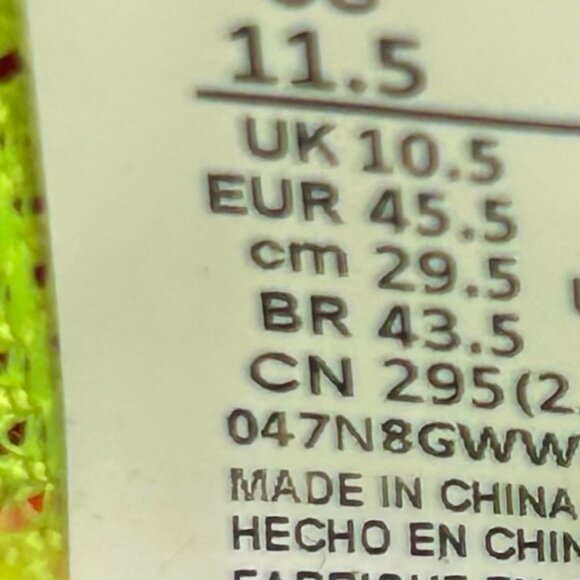 11.5
UK 10.5
EUR 45.5
cm 29.5
BR 43.5
CN 295(2
047N8GWW
MADE IN CHINA
HECHO EN CHIN